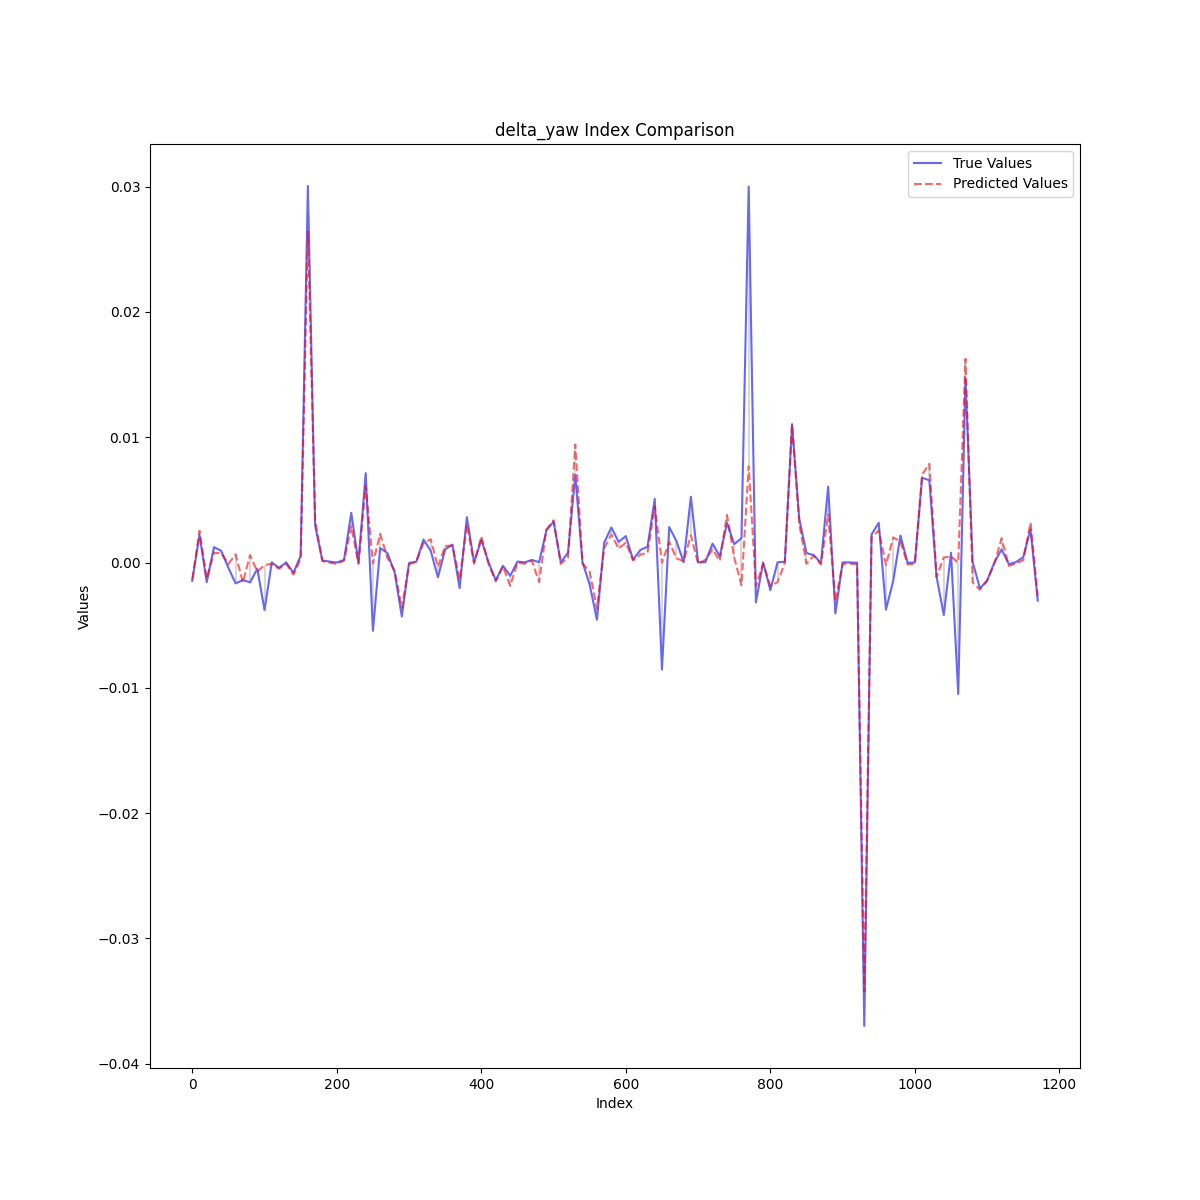 delta_yaw Index Comparison
True Values
Predicted Values
0.03
0.02
0.01
0.00
−0.01
−0.02
−0.03
−0.04
Values
0 200 400 600 800 1000 1200
Index